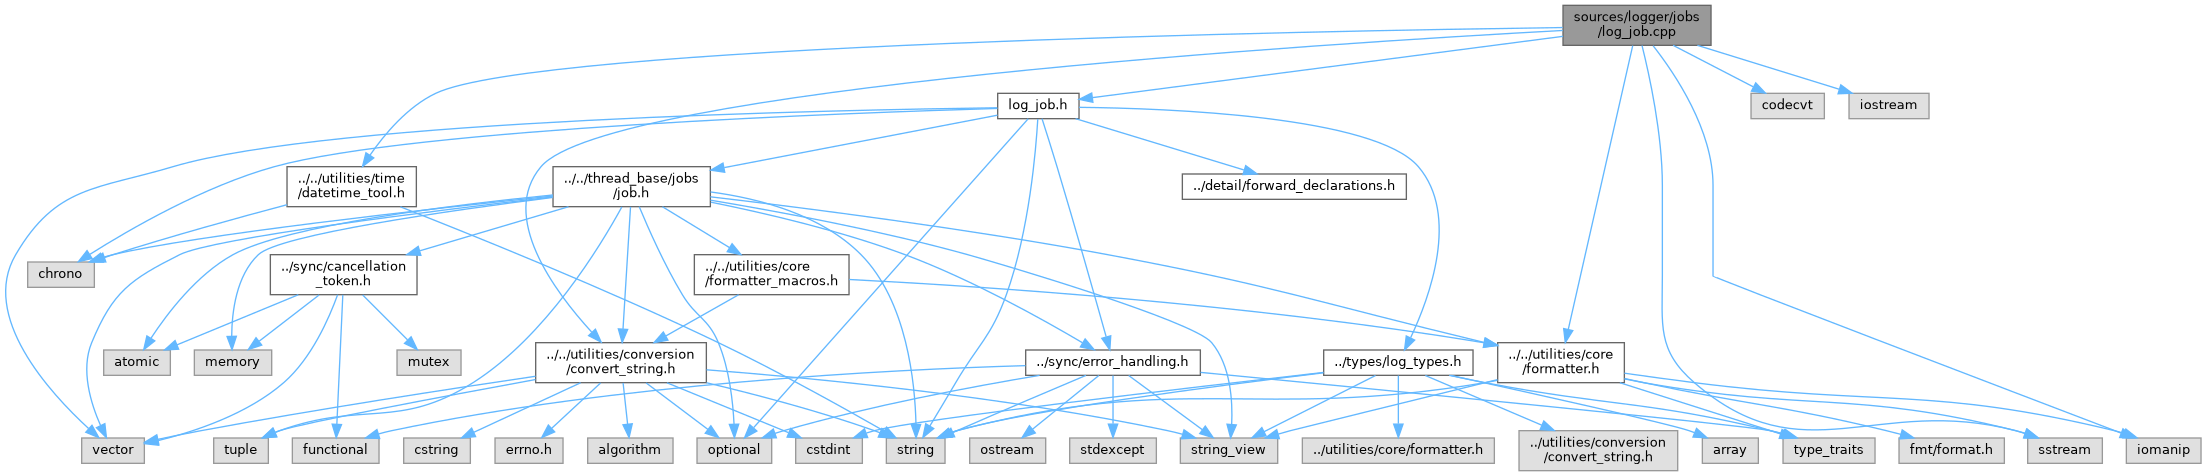 sources/logger/jobs
/log_job.cpp
log_job.h
codecvt
iostream
../../utilities/time
/datetime_tool.h
../../thread_base/jobs
/job.h
../detail/forward_declarations.h
chrono
../sync/cancellation
_token.h
../../utilities/core
/formatter_macros.h
atomic
memory
mutex
../../utilities/conversion
/convert_string.h
../sync/error_handling.h
../types/log_types.h
../../utilities/core
/formatter.h
vector
tuple
functional
cstring
errno.h
algorithm
optional
cstdint
string
ostream
stdexcept
string_view
../utilities/core/formatter.h
../utilities/conversion
/convert_string.h
array
type_traits
fmt/format.h
sstream
iomanip